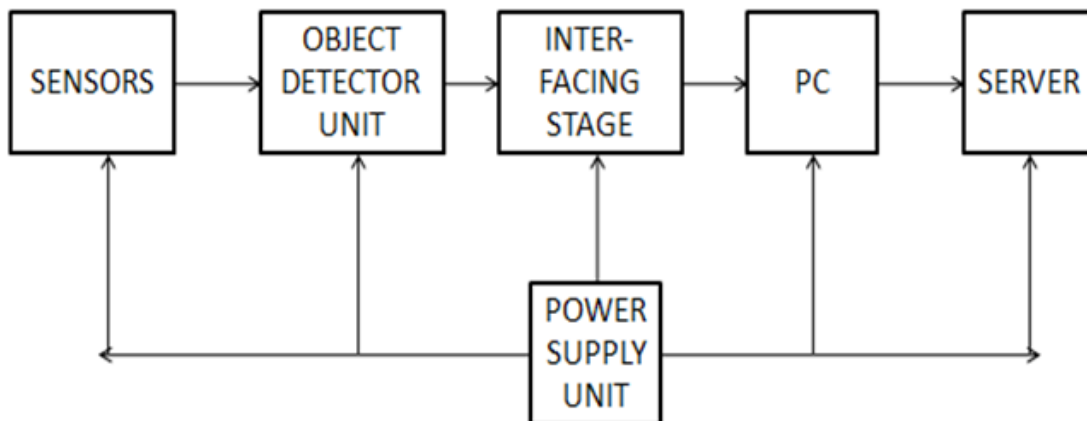 SENSORS
OBJECT
DETECTOR
UNIT
INTER-
FACING
STAGE
PC
SERVER
POWER
SUPPLY
UNIT